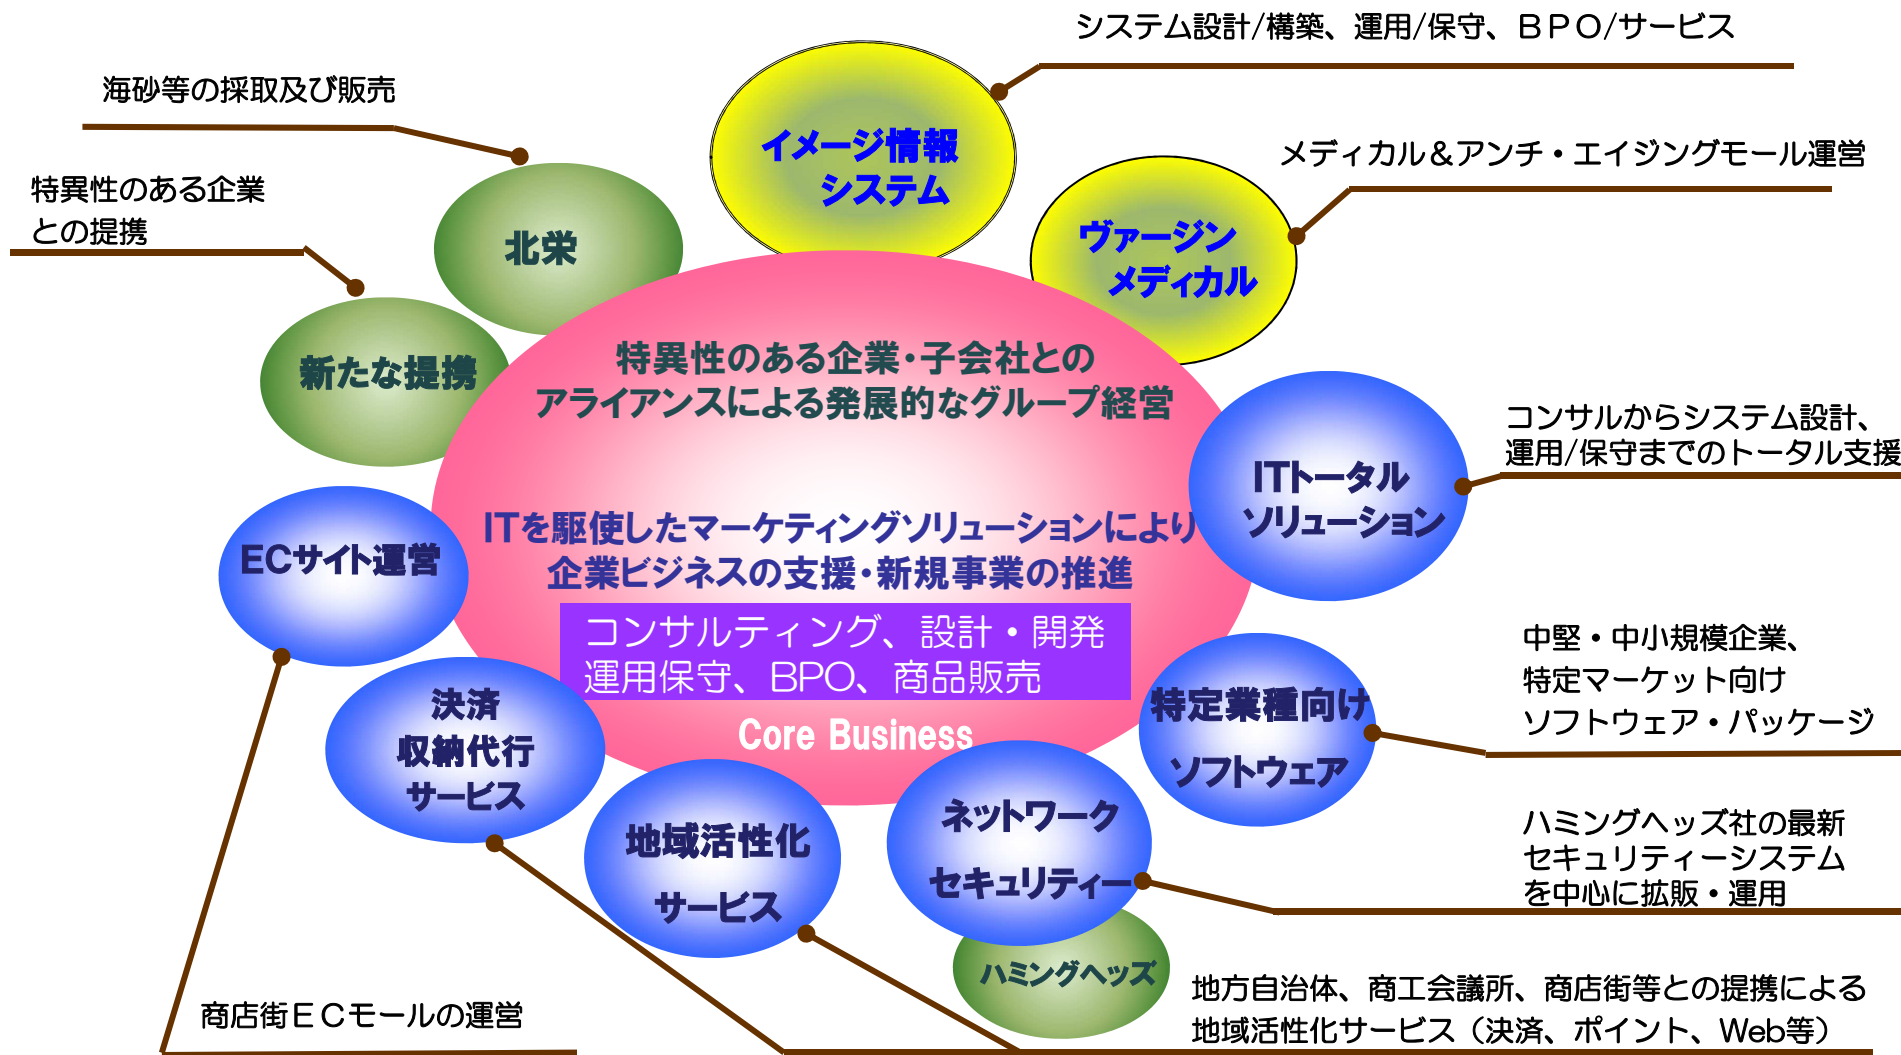 システム設計/構築、運用/保守、ＢＰＯ/サービス
海砂等の採取及び販売
イメージ情報
システム
メディカル＆アンチ・エイジングモール運営
特異性のある企業
との提携
北栄
ヴァージン
メディカル
新たな提携
特異性のある企業・子会社との
アライアンスによる発展的なグループ経営
コンサルからシステム設計、
運用/保守までのトータル支援
ITトータル
ソリューション
ITを駆使したマーケティングソリューションにより
企業ビジネスの支援・新規事業の推進
ECサイト運営
コンサルティング、設計・開発
運用保守、BPO、商品販売
Core Business
中堅・中小規模企業、
特定マーケット向け
ソフトウェア・パッケージ
特定業種向け
ソフトウェア
決済
収納代行
サービス
地域活性化
サービス
ネットワーク
セキュリティー
ハミングヘッズ社の最新
セキュリティーシステム
を中心に拡販・運用
ハミングヘッズ
商店街ＥＣモールの運営
地方自治体、商工会議所、商店街等との提携による
地域活性化サービス（決済、ポイント、Web等）